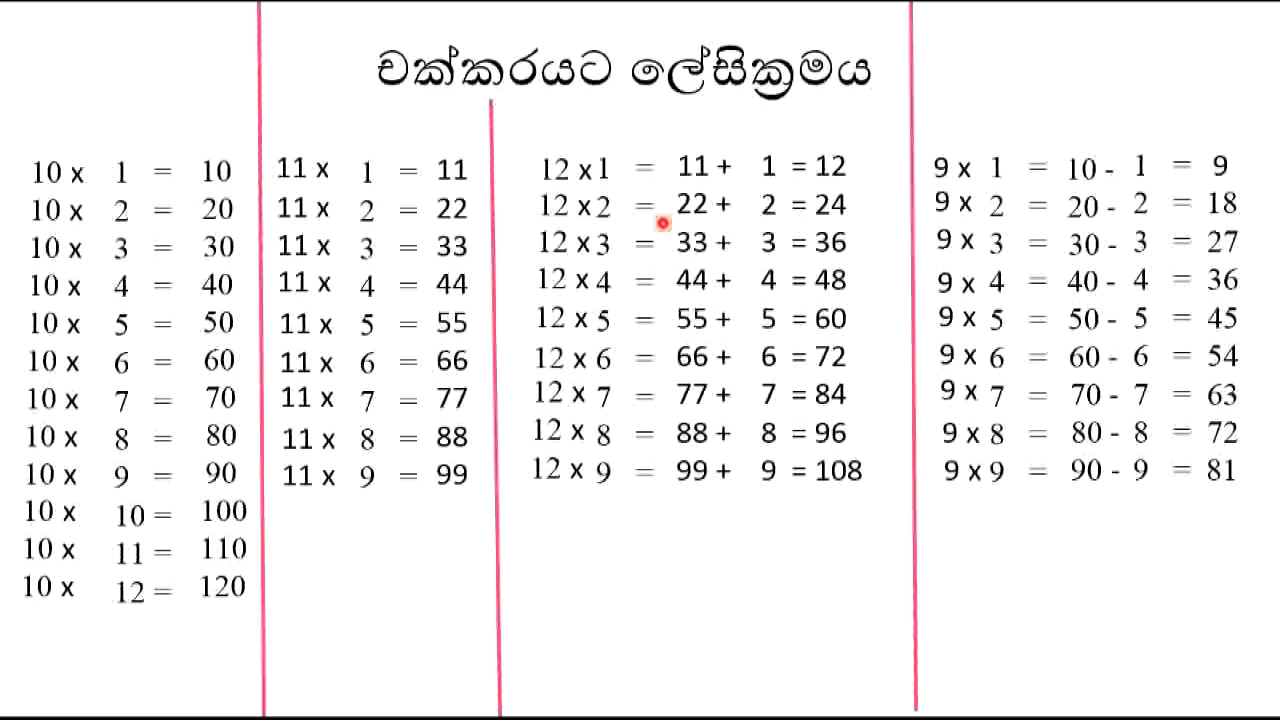 චක්කරයට ලේසික්‍රමය
10 x 1 = 10
10 x 2 = 20
10 x 3 = 30
10 x 4 = 40
10 x 5 = 50
10 x 6 = 60
10 x 7 = 70
10 x 8 = 80
10 x 9 = 90
10 x 10 = 100
10 x 11 = 110
10 x 12 = 120
11 x 1 = 11
11 x 2 = 22
11 x 3 = 33
11 x 4 = 44
11 x 5 = 55
11 x 6 = 66
11 x 7 = 77
11 x 8 = 88
11 x 9 = 99
12 x 1 = 11 + 1 = 12
12 x 2 = 22 + 2 = 24
12 x 3 = 33 + 3 = 36
12 x 4 = 44 + 4 = 48
12 x 5 = 55 + 5 = 60
12 x 6 = 66 + 6 = 72
12 x 7 = 77 + 7 = 84
12 x 8 = 88 + 8 = 96
12 x 9 = 99 + 9 = 108
9 x 1 = 10 - 1 = 9
9 x 2 = 20 - 2 = 18
9 x 3 = 30 - 3 = 27
9 x 4 = 40 - 4 = 36
9 x 5 = 50 - 5 = 45
9 x 6 = 60 - 6 = 54
9 x 7 = 70 - 7 = 63
9 x 8 = 80 - 8 = 72
9 x 9 = 90 - 9 = 81